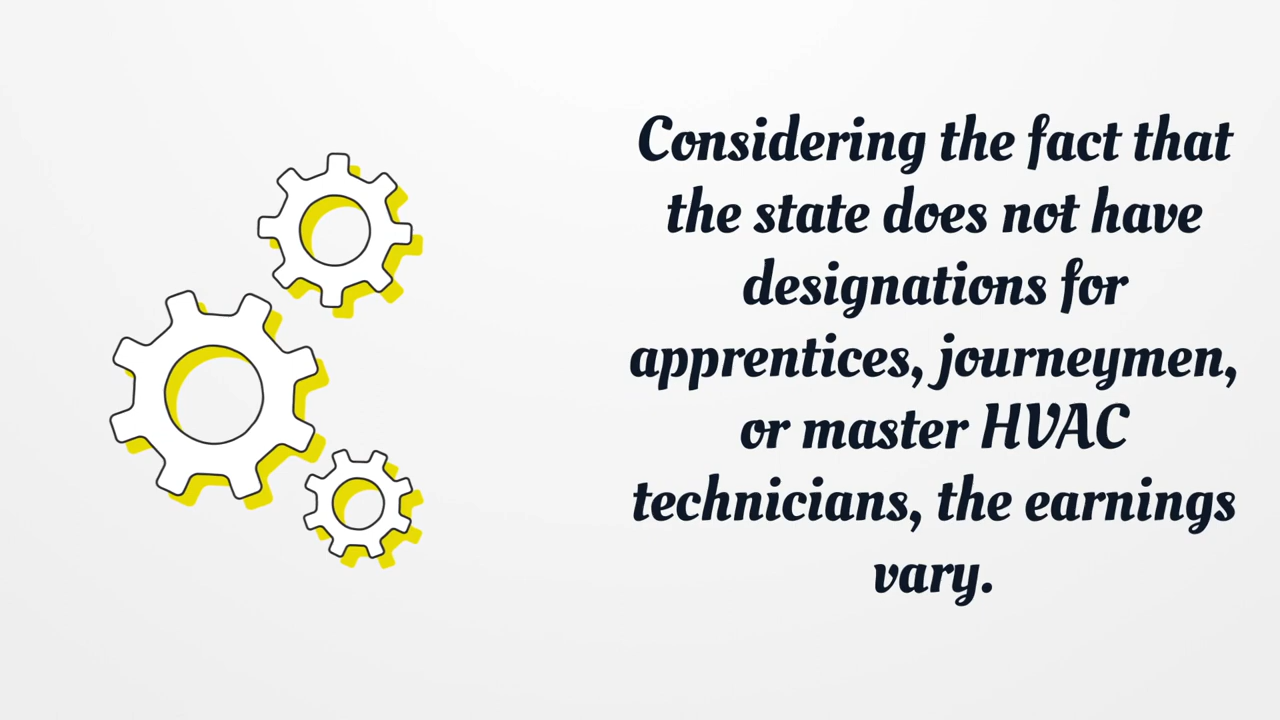 Considering the fact that
the state does not have
designations for
apprentices, journeymen,
or master HVAC
technicians, the earnings
vary.